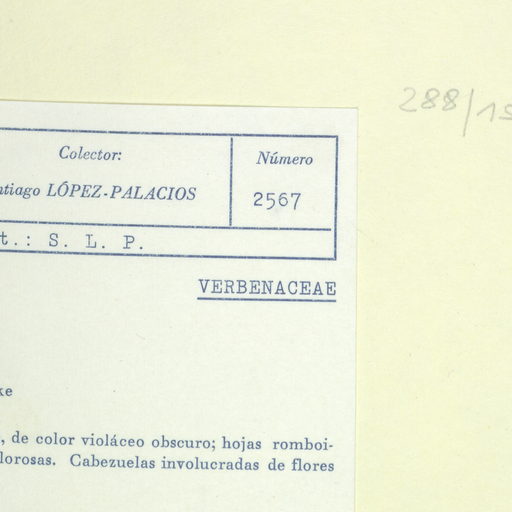 288/15
Colector: Número
ntiago LÓPEZ-PALACIOS 2567
t.: S. L. P.
VERBENACEAE
ke
, de color violáceo obscuro; hojas romboi-
lorosas. Cabezuelas involucradas de flores